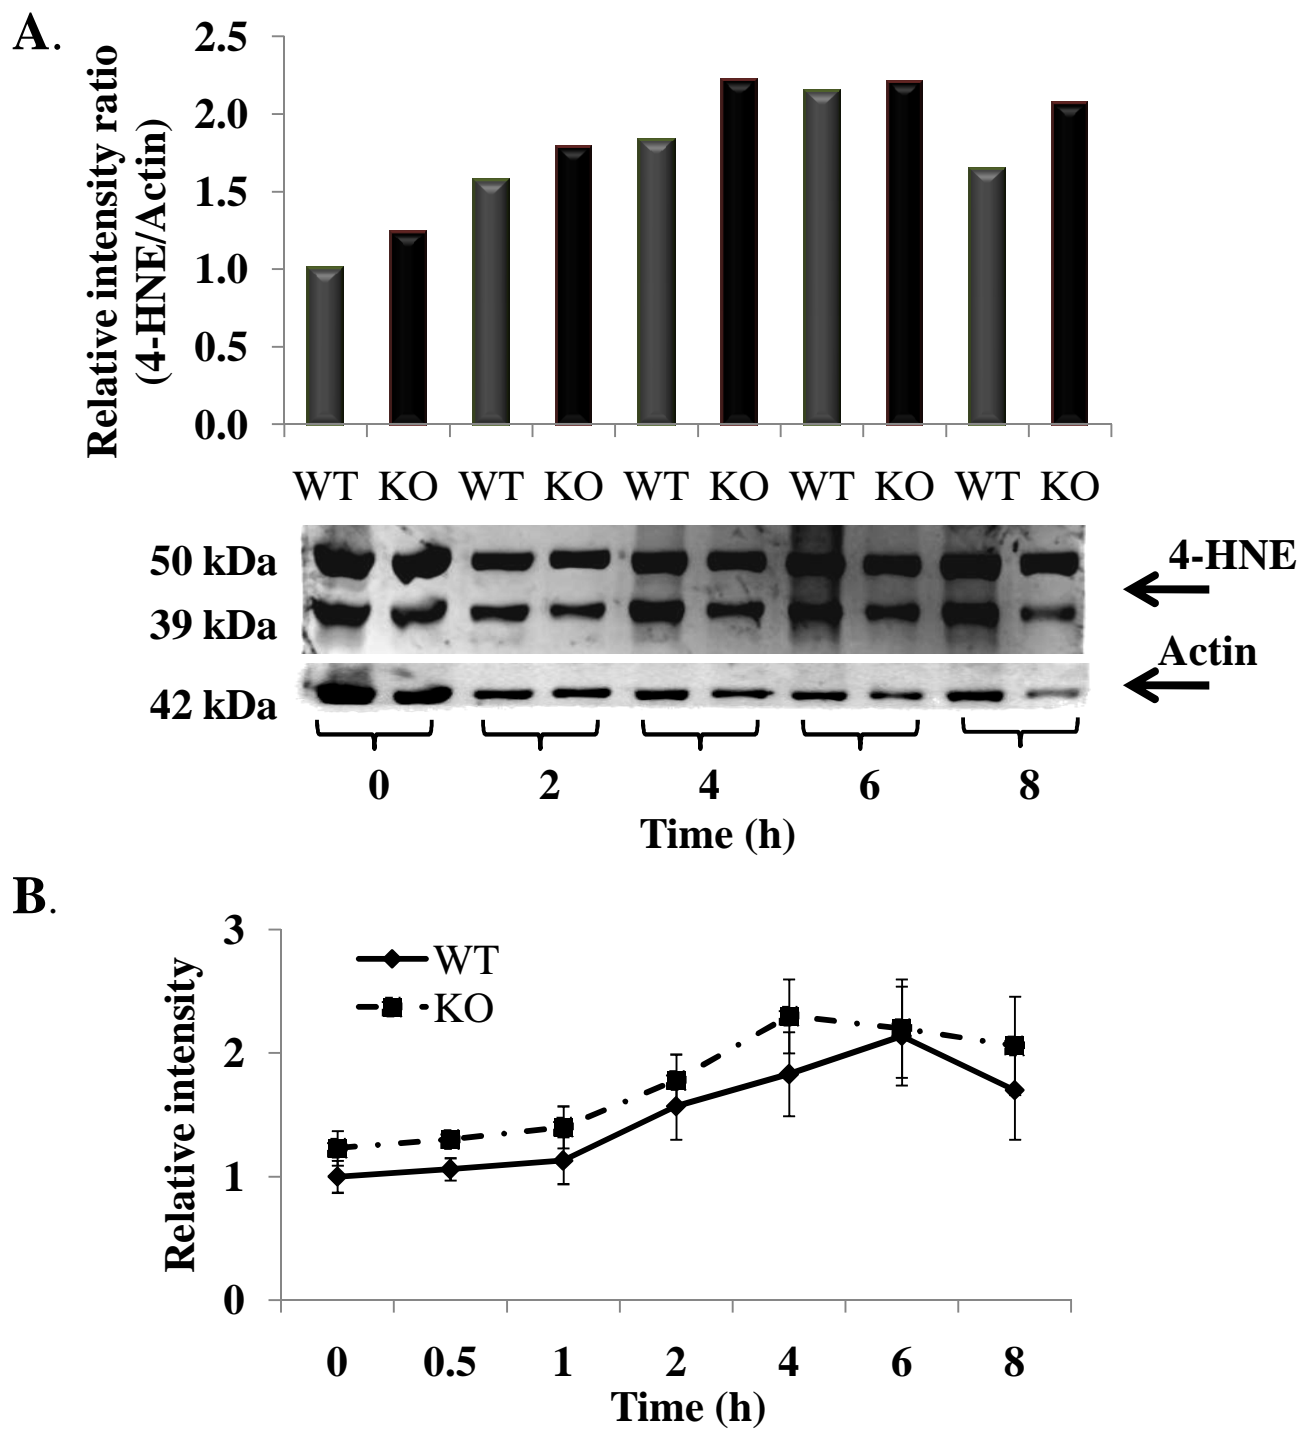 A.
Relative intensity ratio
(4-HNE/Actin)
2.5
2.0
1.5
1.0
0.5
0.0
WT KO WT KO WT KO WT KO WT KO
50 kDa
39 kDa
42 kDa
4-HNE
Actin
0 2 4 6 8
Time (h)
B.
Relative intensity
3
2
1
0
WT
KO
0 0.5 1 2 4 6 8
Time (h)